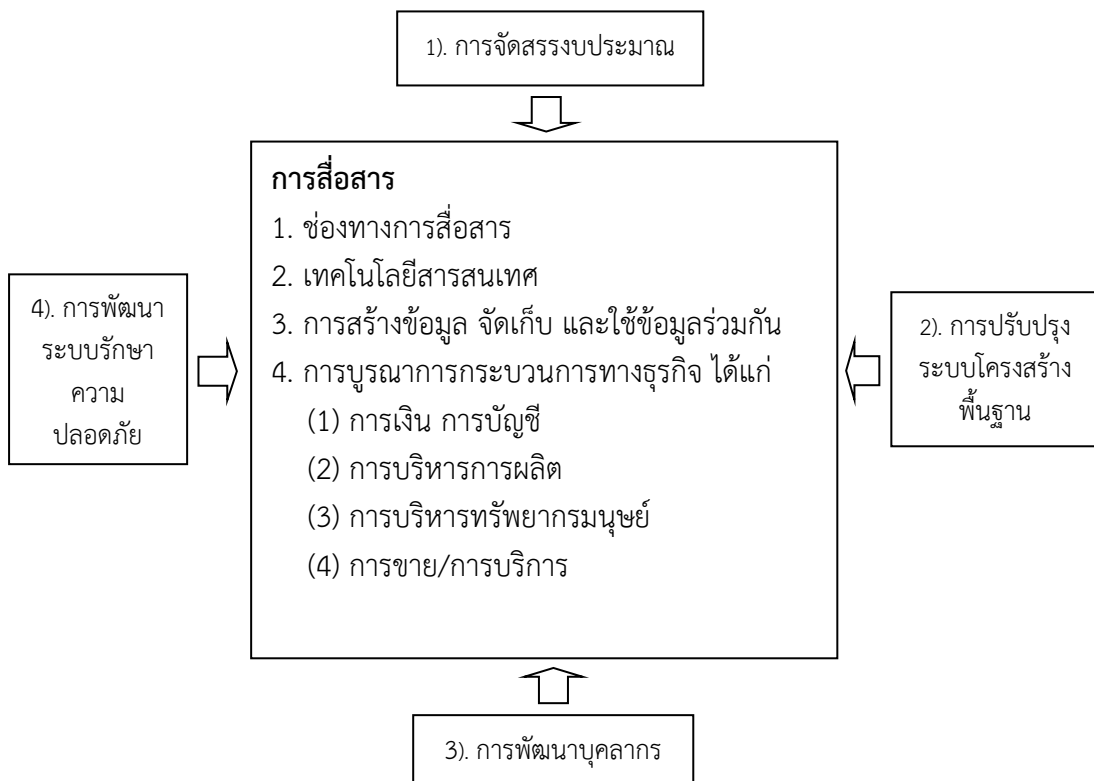 1). การจัดสรรงบประมาณ
การสื่อสาร
1. ช่องทางการสื่อสาร
2. เทคโนโลยีสารสนเทศ
3. การสร้างข้อมูล จัดเก็บ และใช้ข้อมูลร่วมกัน
4. การบูรณาการกระบวนการทางธุรกิจ ได้แก่
(1) การเงิน การบัญชี
(2) การบริหารการผลิต
(3) การบริหารทรัพยากรมนุษย์
(4) การขาย/การบริการ
4). การพัฒนา
ระบบรักษา
ความ
ปลอดภัย
2). การปรับปรุง
ระบบโครงสร้าง
พื้นฐาน
3). การพัฒนาบุคลากร